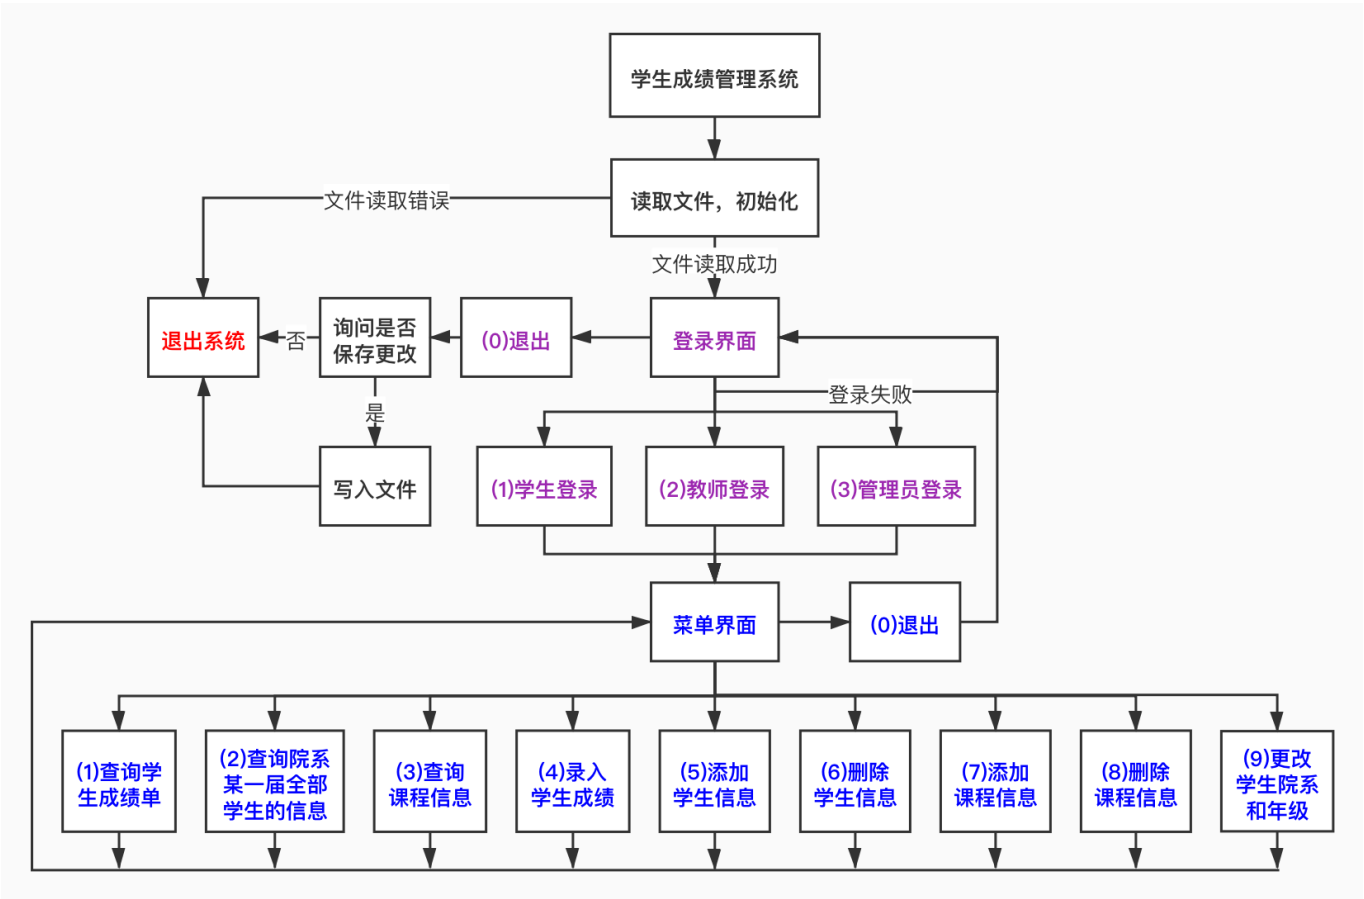 学生成绩管理系统
读取文件，初始化
文件读取错误
文件读取成功
退出系统
否
询问是否
保存更改
(0)退出
登录界面
登录失败
是
写入文件
(1)学生登录
(2)教师登录
(3)管理员登录
菜单界面
(0)退出
(1)查询学
生成绩单
(2)查询院系
某一届全部
学生的信息
(3)查询
课程信息
(4)录入
学生成绩
(5)添加
学生信息
(6)删除
学生信息
(7)添加
课程信息
(8)删除
课程信息
(9)更改
学生院系
和年级